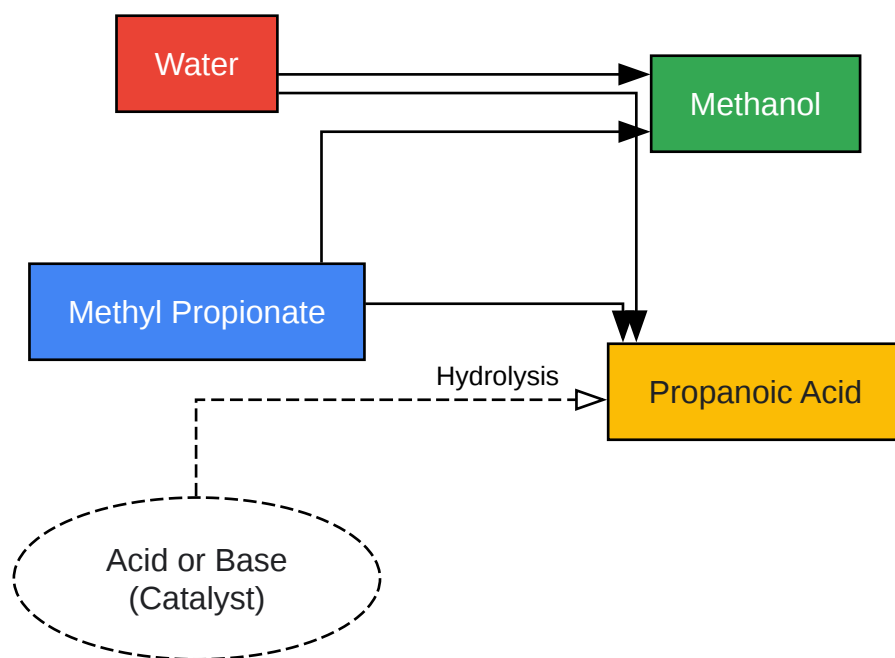 Water
Methanol
Methyl Propionate
Hydrolysis
Propanoic Acid
Acid or Base
(Catalyst)